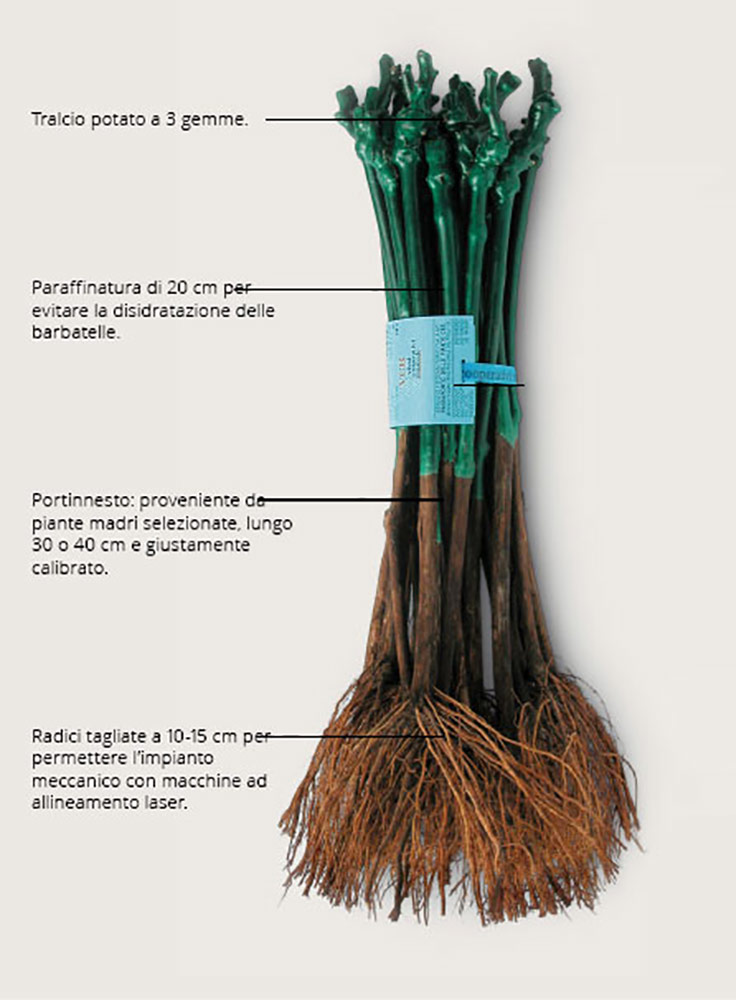 Tralcio potato a 3 gemme.
Paraffinatura di 20 cm per
evitare la disidratazione delle
barbatelle.
Portinnesto: proveniente da
piante madri selezionate, lungo
30 o 40 cm e giustamente
calibrato.
Radici tagliate a 10-15 cm per
permettere l'impianto
meccanico con macchine ad
allineamento laser.